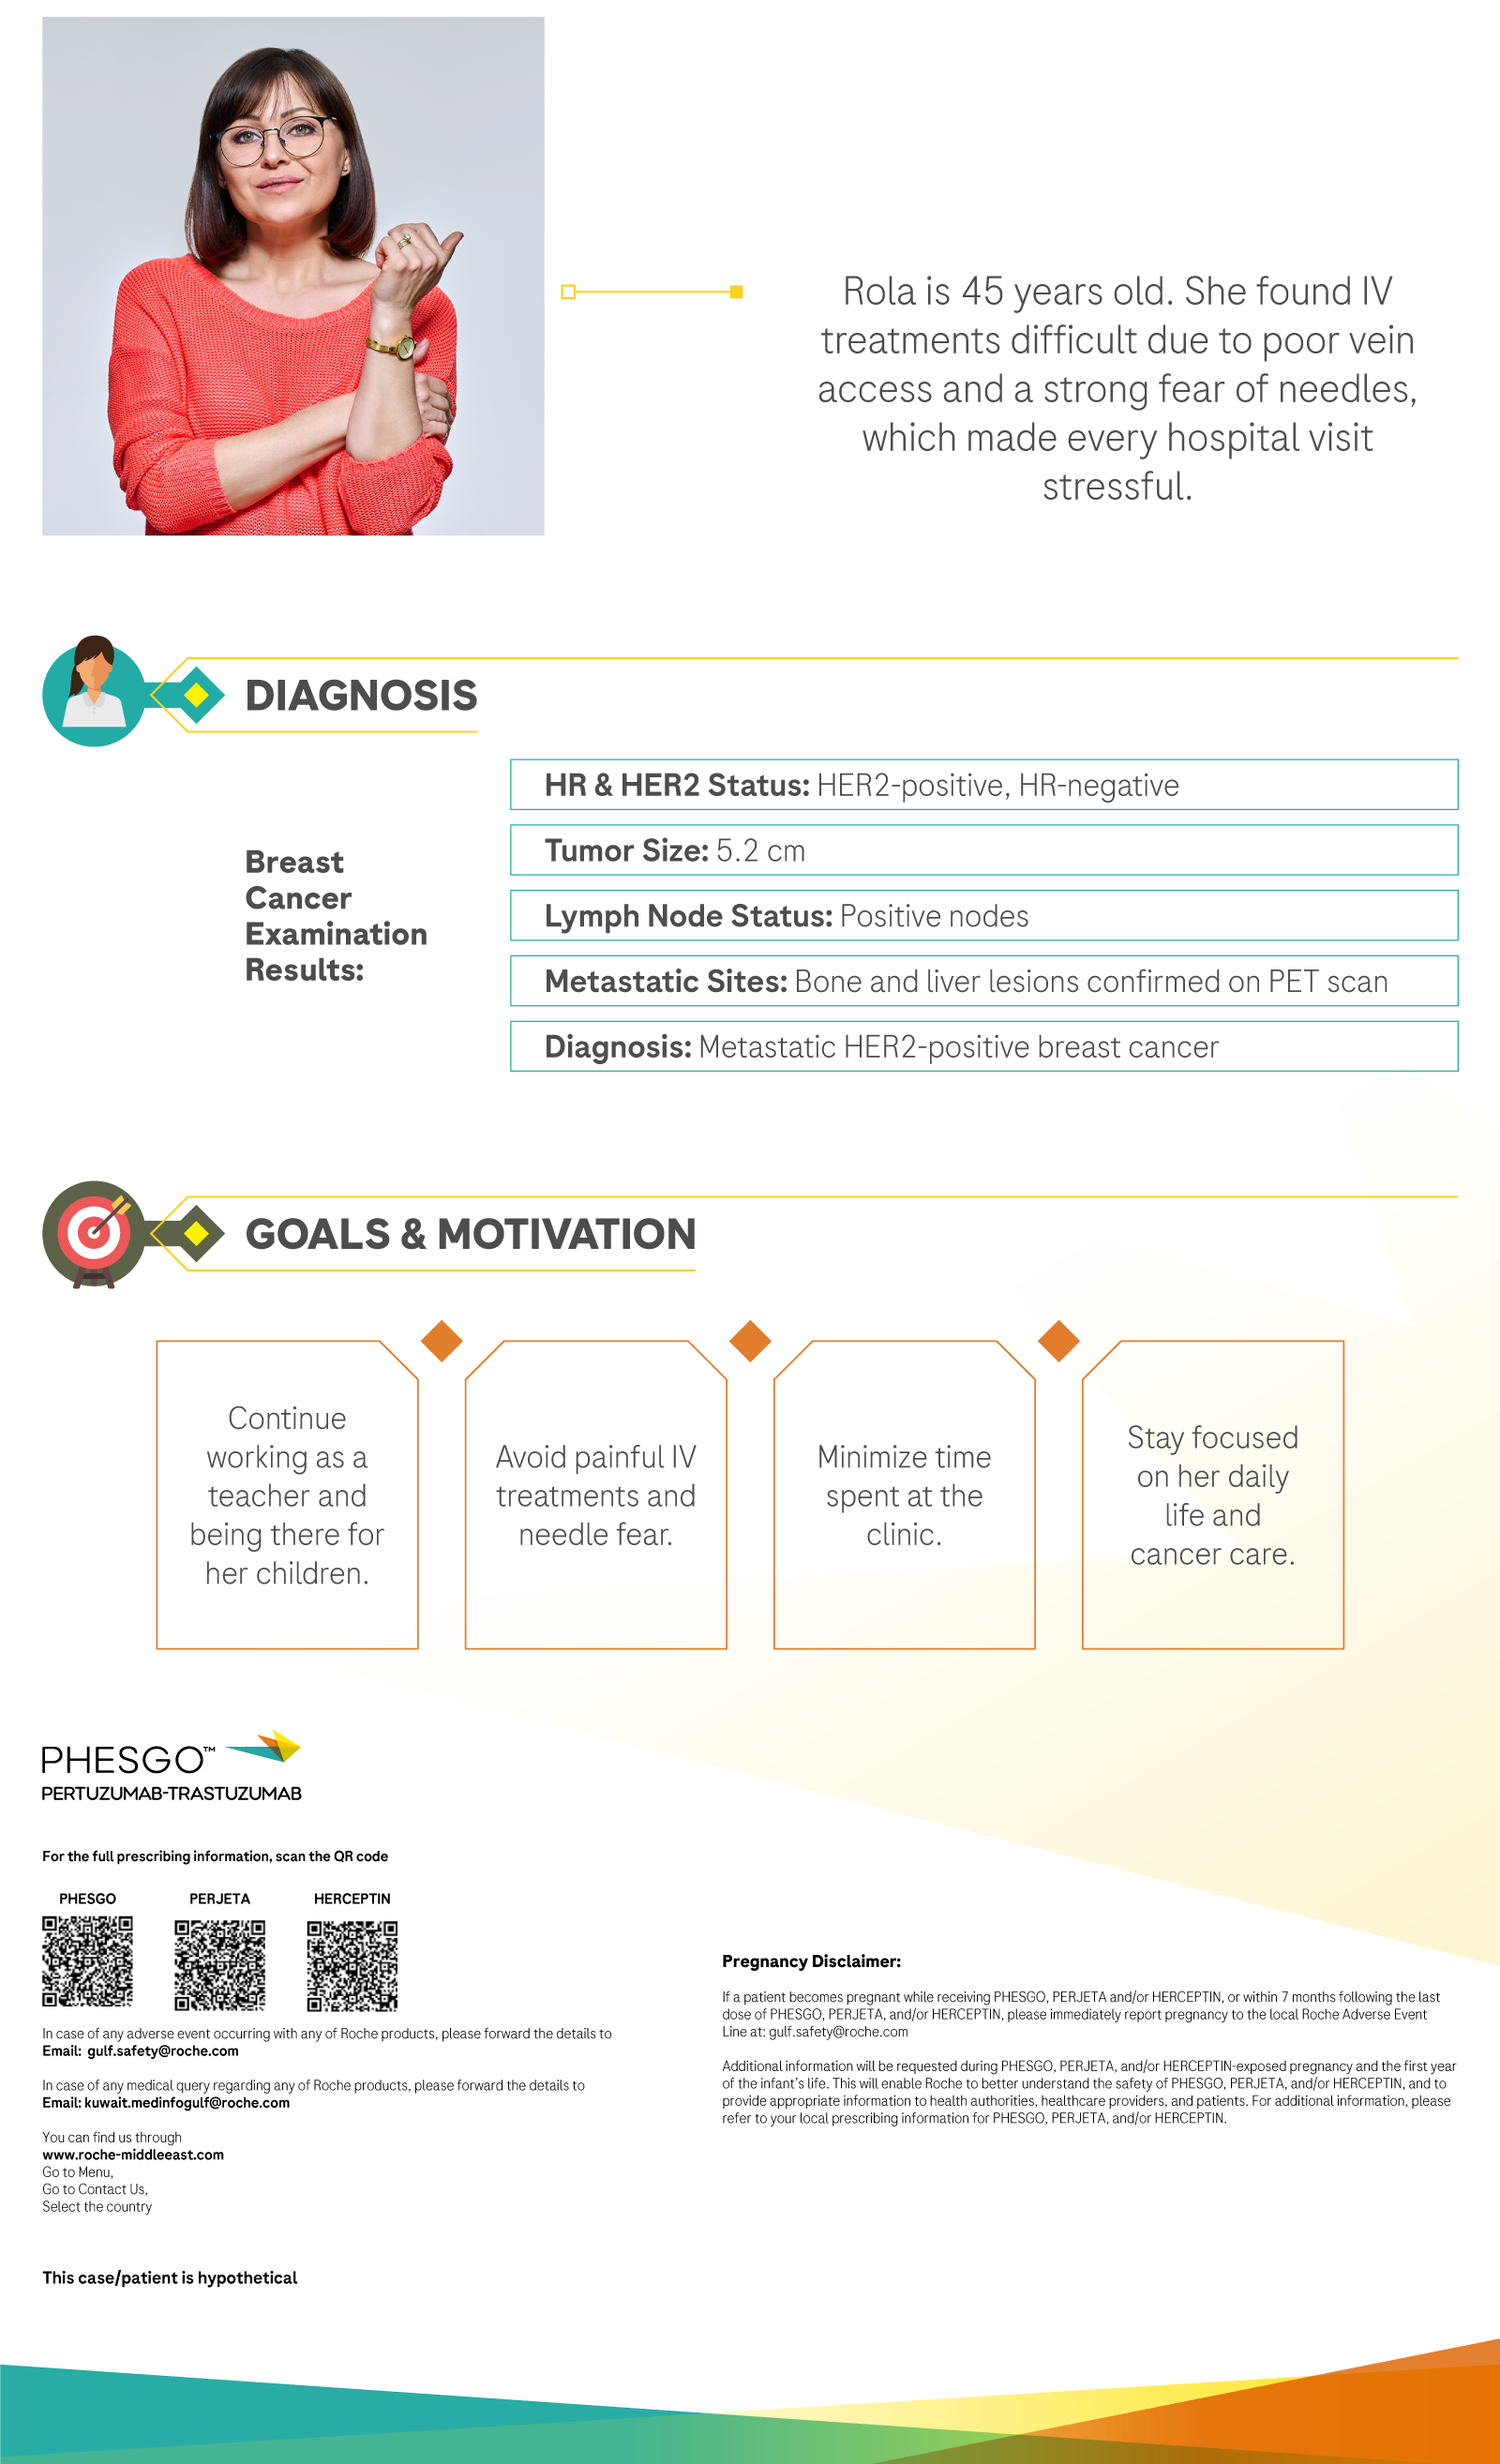 Rola is 45 years old. She found IV
treatments difficult due to poor vein
access and a strong fear of needles,
which made every hospital visit
stressful.
DIAGNOSIS
Breast
Cancer
Examination
Results:
HR & HER2 Status: HER2-positive, HR-negative
Tumor Size: 5.2 cm
Lymph Node Status: Positive nodes
Metastatic Sites: Bone and liver lesions confirmed on PET scan
Diagnosis: Metastatic HER2-positive breast cancer
GOALS & MOTIVATION
Continue
working as a
teacher and
being there for
her children.
Avoid painful IV
treatments and
needle fear.
Minimize time
spent at the
clinic.
Stay focused
on her daily
life and
cancer care.
PHESGO™
PERTUZUMAB-TRASTUZUMAB
For the full prescribing information, scan the QR code
PHESGO PERJETA HERCEPTIN
In case of any adverse event occurring with any of Roche products, please forward the details to
Email: gulf.safety@roche.com
In case of any medical query regarding any of Roche products, please forward the details to
Email: kuwait.medinfogulf@roche.com
You can find us through
www.roche-middleeast.com
Go to Menu,
Go to Contact Us,
Select the country
Pregnancy Disclaimer:
If a patient becomes pregnant while receiving PHESGO, PERJETA and/or HERCEPTIN, or within 7 months following the last
dose of PHESGO, PERJETA, and/or HERCEPTIN, please immediately report pregnancy to the local Roche Adverse Event
Line at: gulf.safety@roche.com
Additional information will be requested during PHESGO, PERJETA, and/or HERCEPTIN-exposed pregnancy and the first year
of the infant's life. This will enable Roche to better understand the safety of PHESGO, PERJETA, and/or HERCEPTIN, and to
provide appropriate information to health authorities, healthcare providers, and patients. For additional information, please
refer to your local prescribing information for PHESGO, PERJETA, and/or HERCEPTIN.
This case/patient is hypothetical